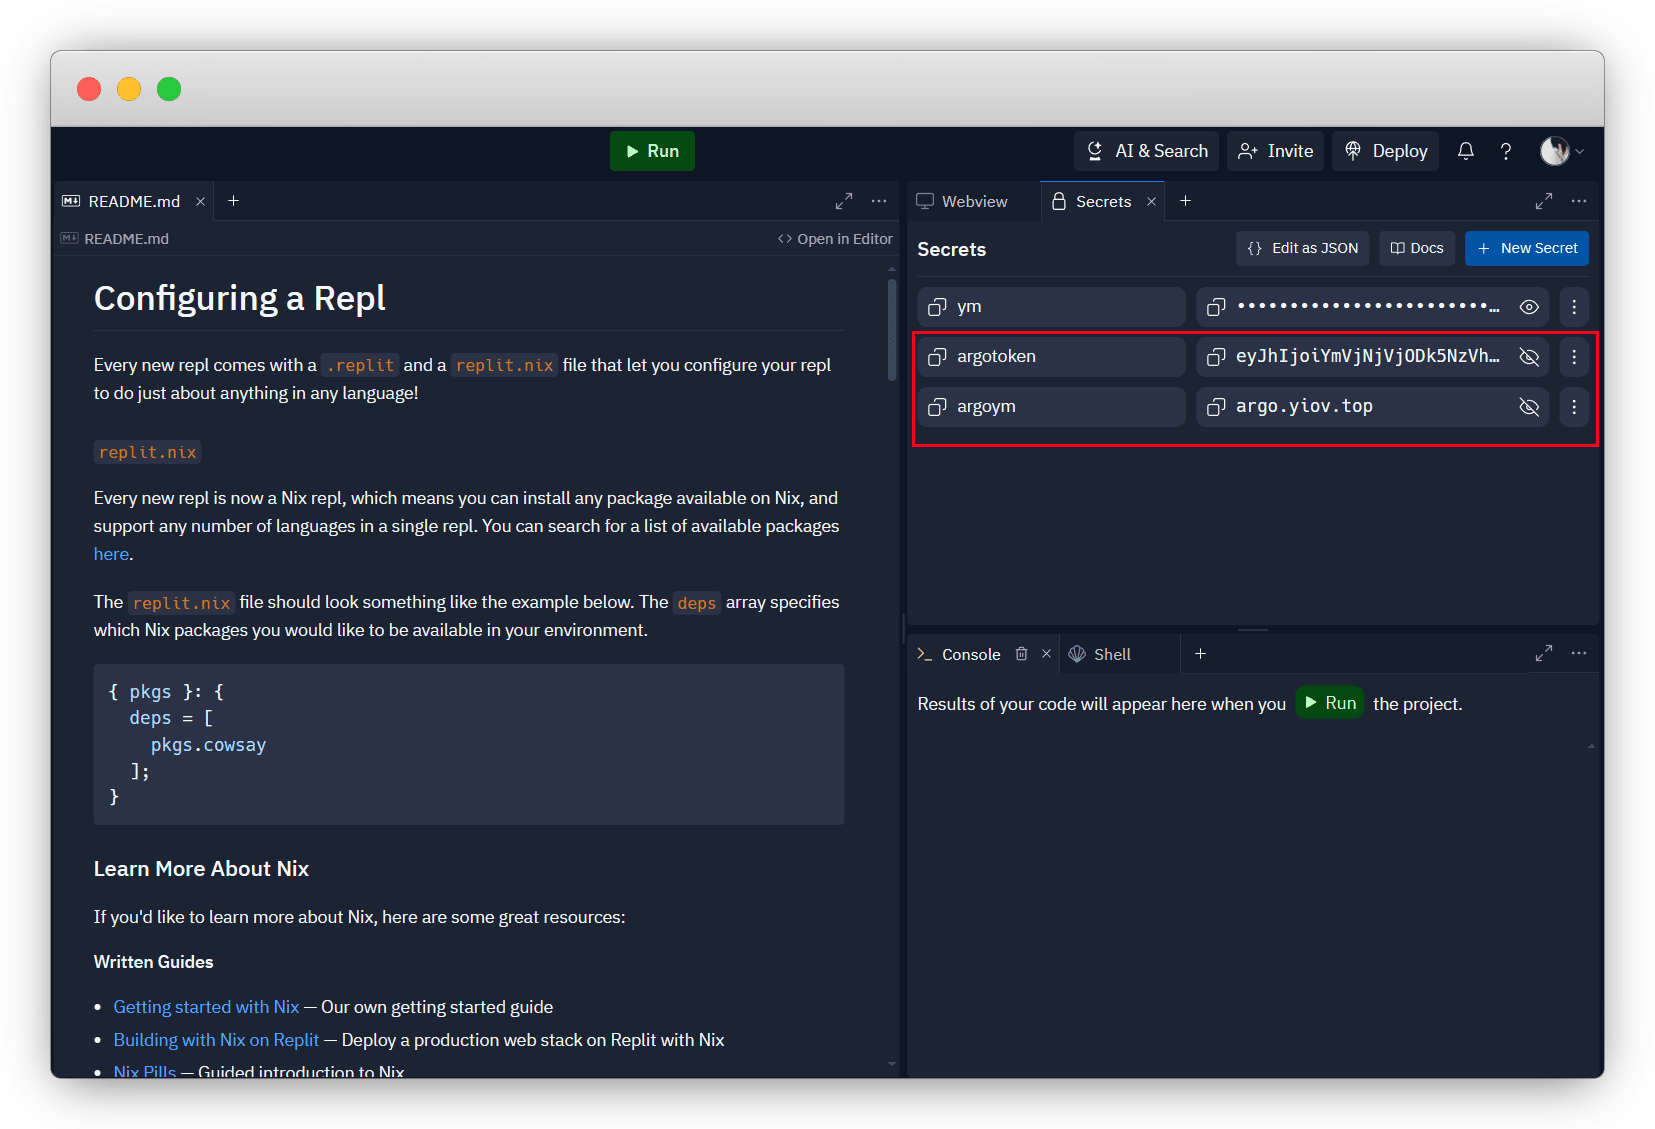 Run
AI & Search
Invite
Deploy
README.md
README.md
Open in Editor
Configuring a Repl
Every new repl comes with a .replit and a replit.nix file that let you configure your repl
to do just about anything in any language!
replit.nix
Every new repl is now a Nix repl, which means you can install any package available on Nix, and
support any number of languages in a single repl. You can search for a list of available packages
here.
The replit.nix file should look something like the example below. The deps array specifies
which Nix packages you would like to be available in your environment.
{ pkgs }: {
deps = [
pkgs.cowsay
];
}
Learn More About Nix
If you'd like to learn more about Nix, here are some great resources:
Written Guides
• Getting started with Nix — Our own getting started guide
• Building with Nix on Replit — Deploy a production web stack on Replit with Nix
• Nix Pills — Guided introduction to Nix
Webview
Secrets
Secrets
{} Edit as JSON
Docs
+ New Secret
ym
argotoken
eyJhIjoiYmVjNjVjODk5NzVh...
argoym
argo.yiov.top
Console
Shell
Results of your code will appear here when you Run the project.